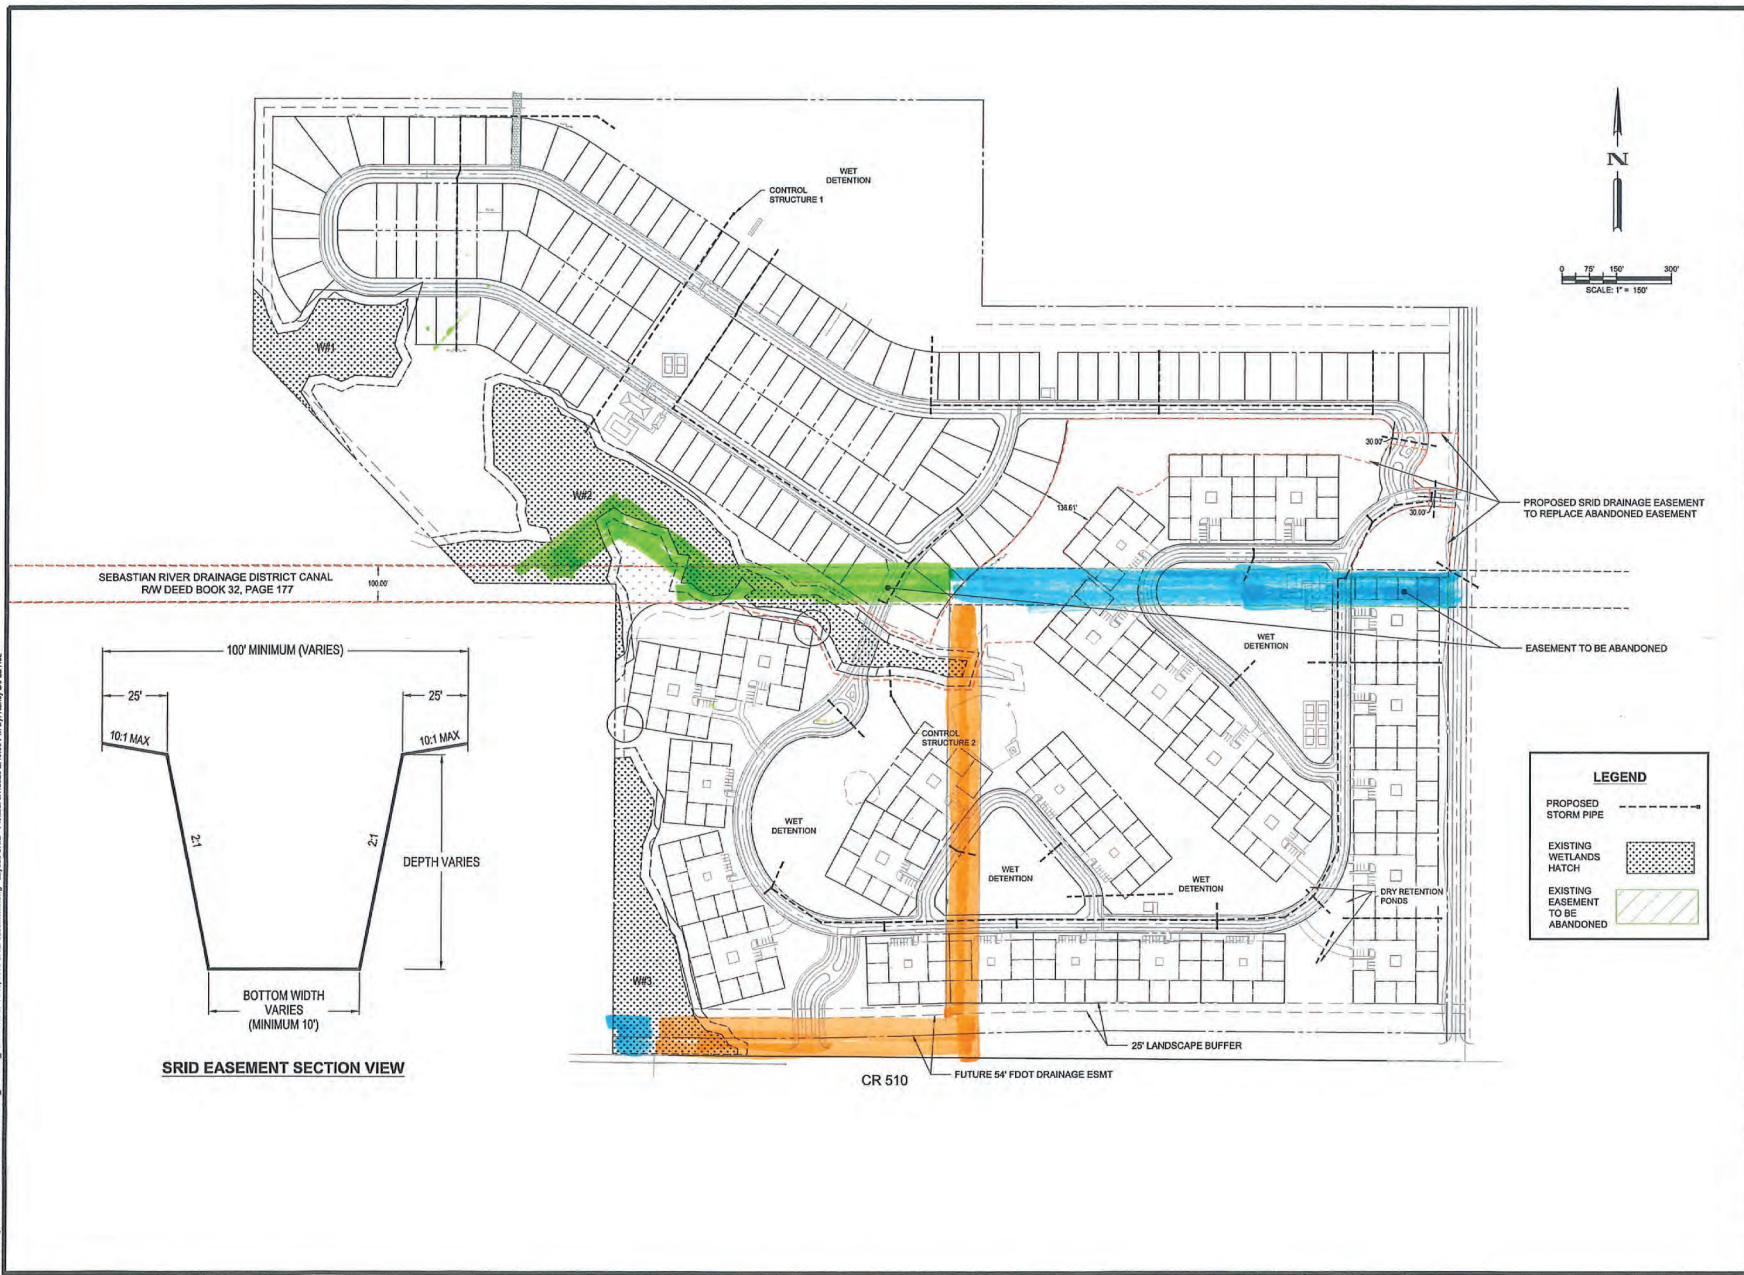 WET
DETENTION
CONTROL
STRUCTURE 1
N
0 75' 150' 300'
SCALE: 1" = 150'
W#1
W#2
30.00'
30.00'
136.61'
PROPOSED SRID DRAINAGE EASEMENT
TO REPLACE ABANDONED EASEMENT
SEBASTIAN RIVER DRAINAGE DISTRICT CANAL
R/W DEED BOOK 32, PAGE 177
100.00'
EASEMENT TO BE ABANDONED
WET
DETENTION
100' MINIMUM (VARIES)
25'
25'
10:1 MAX
10:1 MAX
2:1
2:1
DEPTH VARIES
BOTTOM WIDTH
VARIES
(MINIMUM 10')
SRID EASEMENT SECTION VIEW
CONTROL
STRUCTURE 2
WET
DETENTION
WET
DETENTION
WET
DETENTION
DRY RETENTION
PONDS
W#3
25' LANDSCAPE BUFFER
FUTURE 54' FDOT DRAINAGE ESMT
CR 510
LEGEND
PROPOSED
STORM PIPE
EXISTING
WETLANDS
HATCH
EXISTING
EASEMENT
TO BE
ABANDONED